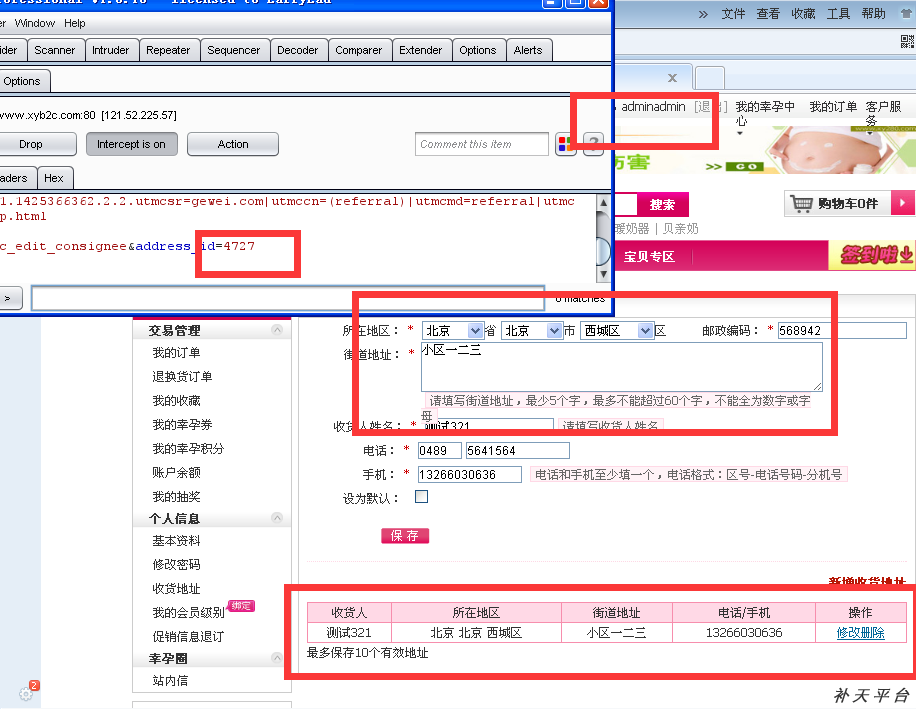 Window Help
文件 查看 收藏 工具 帮助
Scanner Intruder Repeater Sequencer Decoder Comparer Extender Options Alerts
Options
www.xyb2c.com:80 [121.52.225.57]
adminadmin
我的幸孕中心 我的订单 客户服务
Drop Intercept is on Action Comment this item ?
GO
Hex
1.1425366362.2.2.utmcsr=gewei.com|utmccn=(referral)|utmcmd=referral|utmc
p.html
搜索 购物车0件
暖奶器 | 贝亲奶
c_edit_consignee&address_id=4727
宝贝专区 签到啦
> 0 matches
交易管理
我的订单
退换货订单
我的收藏
我的幸孕券
我的幸孕积分
账户余额
我的抽奖
个人信息
基本资料
修改密码
收货地址
我的会员级别 绑定
促销信息退订
幸孕圈
站内信
2
所在地区： * 北京 省 北京 市 西城区 区 邮政编码： * 568942
街道地址： * 小区一二三
请填写街道地址，最少5个字，最多不能超过60个字，不能全为数字或字母
收货人姓名： * 测试321 请填写收货人姓名
电话： * 0489 5641564
手机： * 13266030636 电话和手机至少填一个，电话格式：区号-电话号码-分机号
设为默认：
保 存
新增收货地址
收货人 所在地区 街道地址 电话/手机 操作
测试321 北京 北京 西城区 小区一二三 13266030636 修改删除
最多保存10个有效地址
补天平台